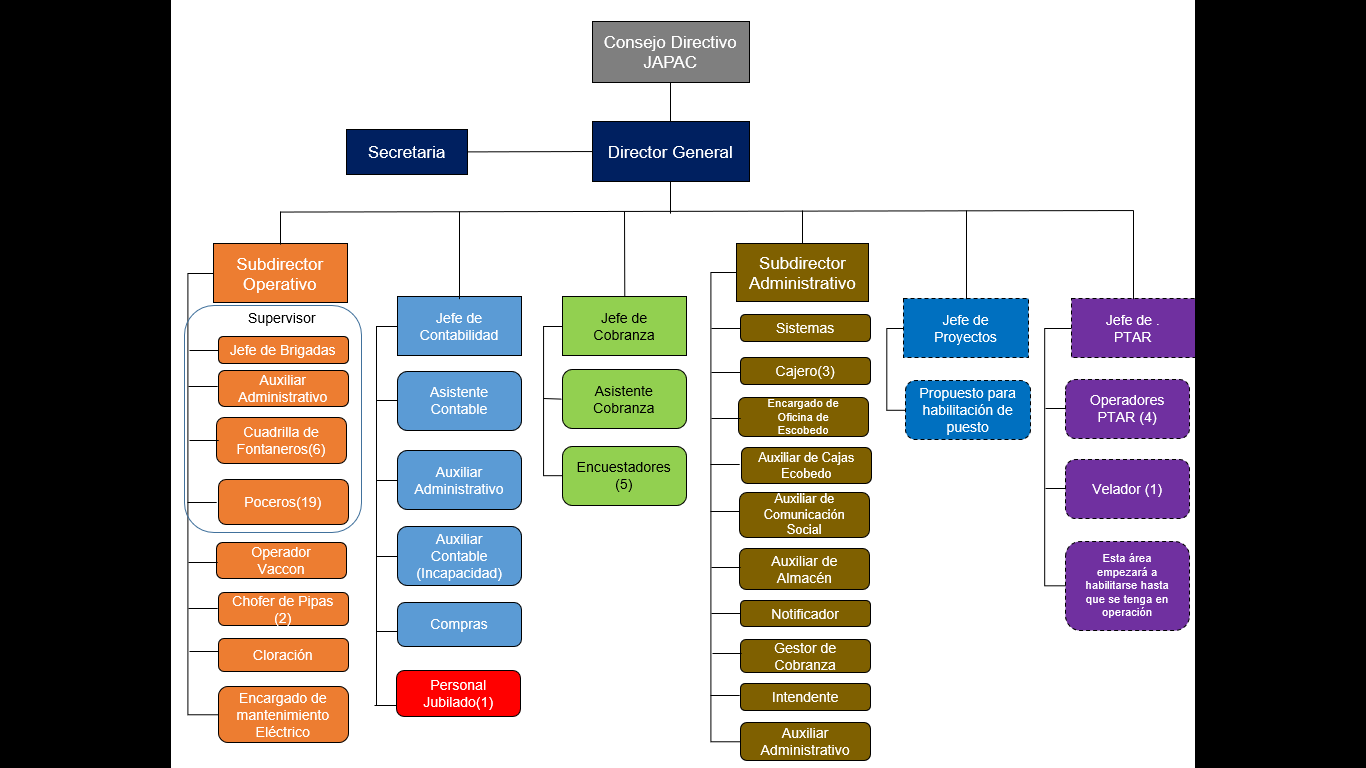 Consejo Directivo
JAPAC
Secretaria
Director General
Subdirector
Operativo
Supervisor
Jefe de Brigadas
Auxiliar
Administrativo
Cuadrilla de
Fontaneros(6)
Poceros(19)
Operador
Vaccon
Chofer de Pipas
(2)
Cloración
Encargado de
mantenimiento
Eléctrico
Jefe de
Contabilidad
Asistente
Contable
Auxiliar
Administrativo
Auxiliar
Contable
(Incapacidad)
Compras
Personal
Jubilado(1)
Jefe de
Cobranza
Asistente
Cobranza
Encuestadores
(5)
Subdirector
Administrativo
Sistemas
Cajero(3)
Encargado de
Oficina de
Escobedo
Auxiliar de Cajas
Ecobedo
Auxiliar de
Comunicación
Social
Auxiliar de
Almacén
Notificador
Gestor de
Cobranza
Intendente
Auxiliar
Administrativo
Jefe de
Proyectos
Propuesto para
habilitación de
puesto
Jefe de .
PTAR
Operadores
PTAR (4)
Velador (1)
Esta área
empezará a
habilitarse hasta
que se tenga en
operación